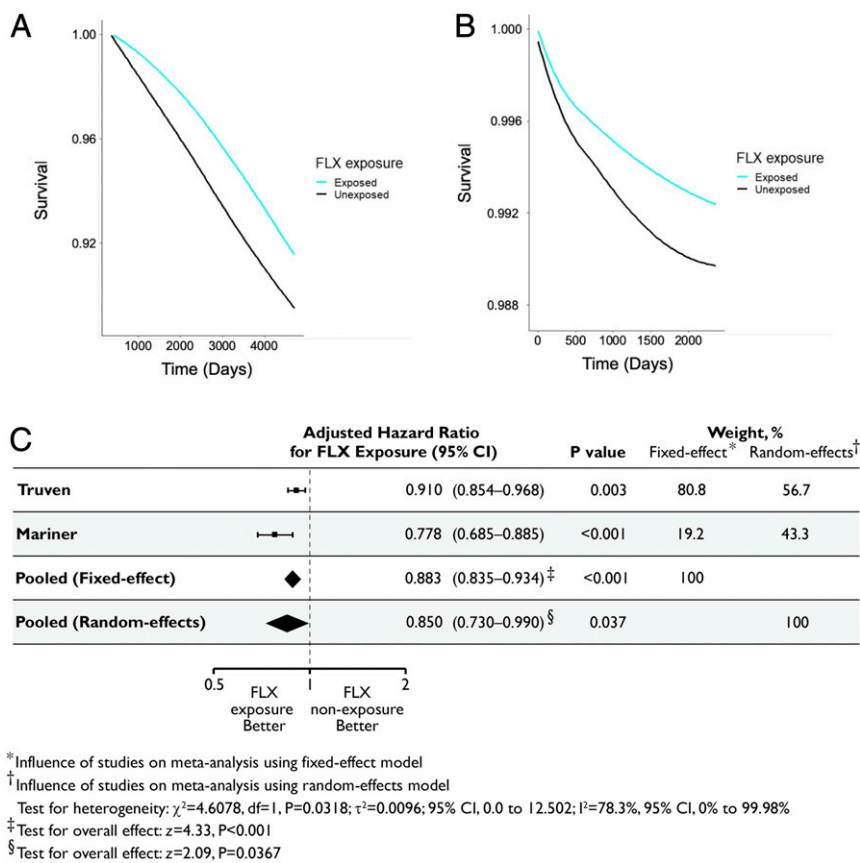 A
1.00
0.96
0.92
Survival
1000 2000 3000 4000
Time (Days)
FLX exposure
Exposed
Unexposed
B
1.000
0.996
0.992
0.988
Survival
0 500 1000 1500 2000
Time (Days)
FLX exposure
Exposed
Unexposed
C
Adjusted Hazard Ratio
for FLX Exposure (95% CI)
P value
Weight, %
Fixed-effect* Random-effects†
Truven 0.910 (0.854–0.968) 0.003 80.8 56.7
Mariner 0.778 (0.685–0.885) <0.001 19.2 43.3
Pooled (Fixed-effect) 0.883 (0.835–0.934)‡ <0.001 100
Pooled (Random-effects) 0.850 (0.730–0.990)§ 0.037 100
0.5 1 2
FLX
exposure
Better
FLX
non-exposure
Better
*Influence of studies on meta-analysis using fixed-effect model
†Influence of studies on meta-analysis using random-effects model
Test for heterogeneity: χ²=4.6078, df=1, P=0.0318; τ²=0.0096; 95% CI, 0.0 to 12.502; I²=78.3%, 95% CI, 0% to 99.98%
‡Test for overall effect: z=4.33, P<0.001
§Test for overall effect: z=2.09, P=0.0367